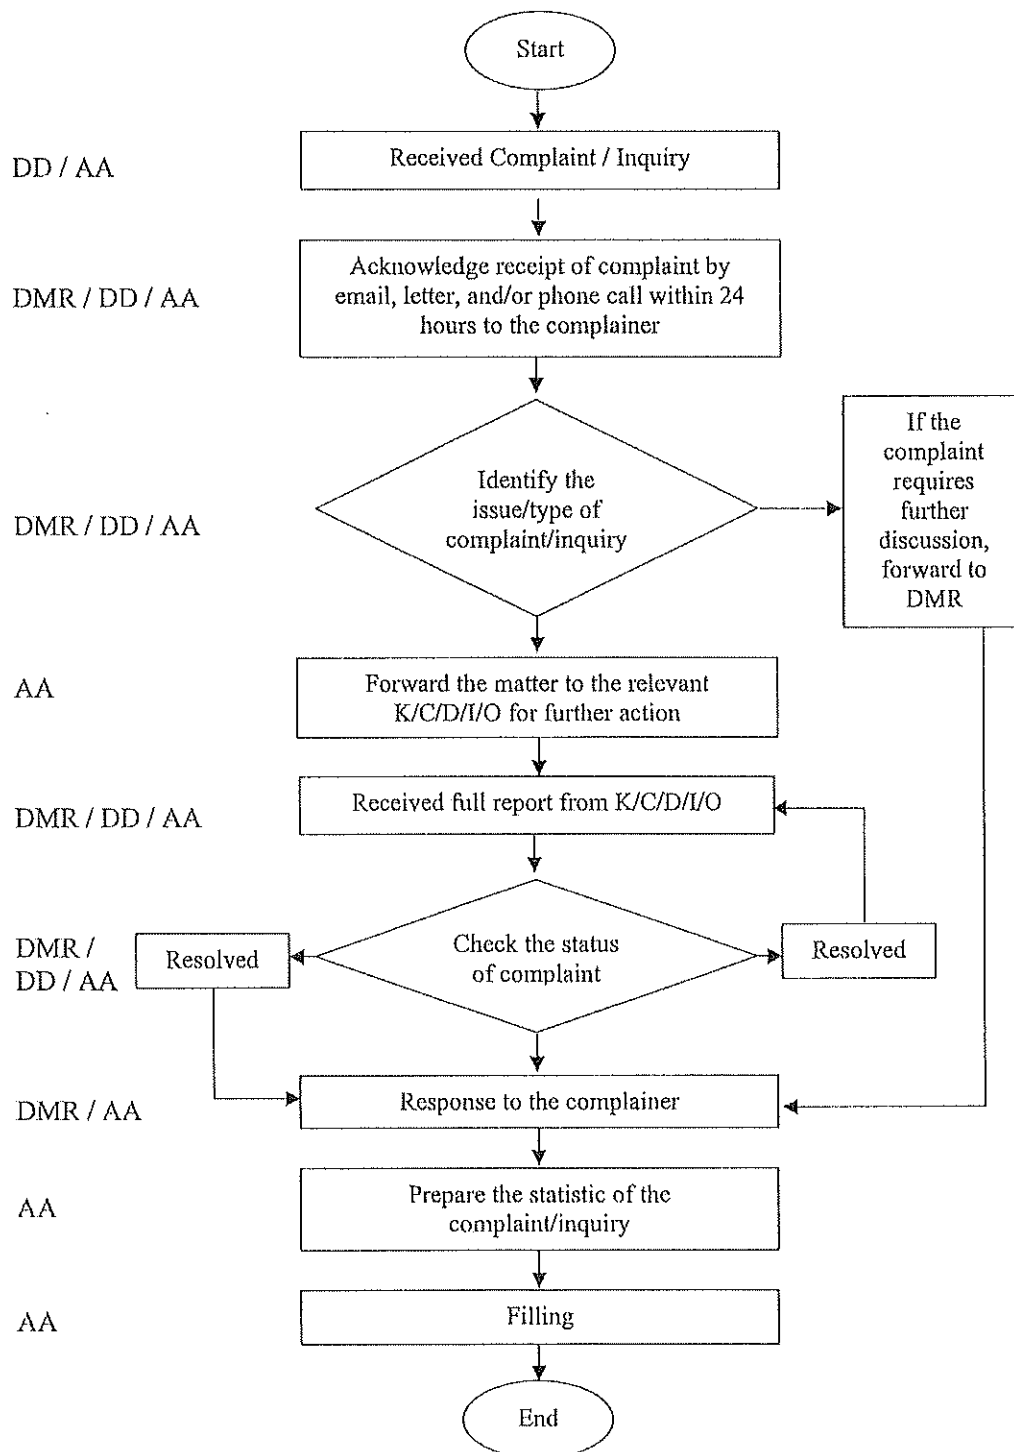 Start
DD / AA
Received Complaint / Inquiry
DMR / DD / AA
Acknowledge receipt of complaint by
email, letter, and/or phone call within 24
hours to the complainer
DMR / DD / AA
Identify the
issue/type of
complaint/inquiry
If the
complaint
requires
further
discussion,
forward to
DMR
AA
Forward the matter to the relevant
K/C/D/I/O for further action
DMR / DD / AA
Received full report from K/C/D/I/O
DMR /
DD / AA
Resolved
Check the status
of complaint
Resolved
DMR / AA
Response to the complainer
AA
Prepare the statistic of the
complaint/inquiry
AA
Filling
End